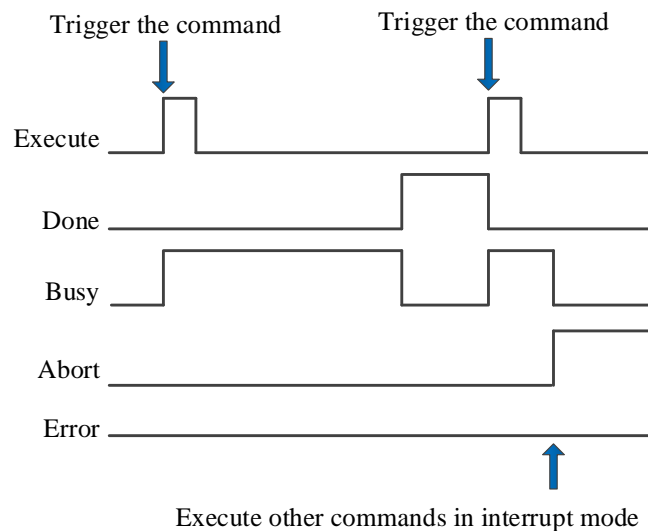 Trigger the command
Trigger the command
Execute
Done
Busy
Abort
Error
Execute other commands in interrupt mode